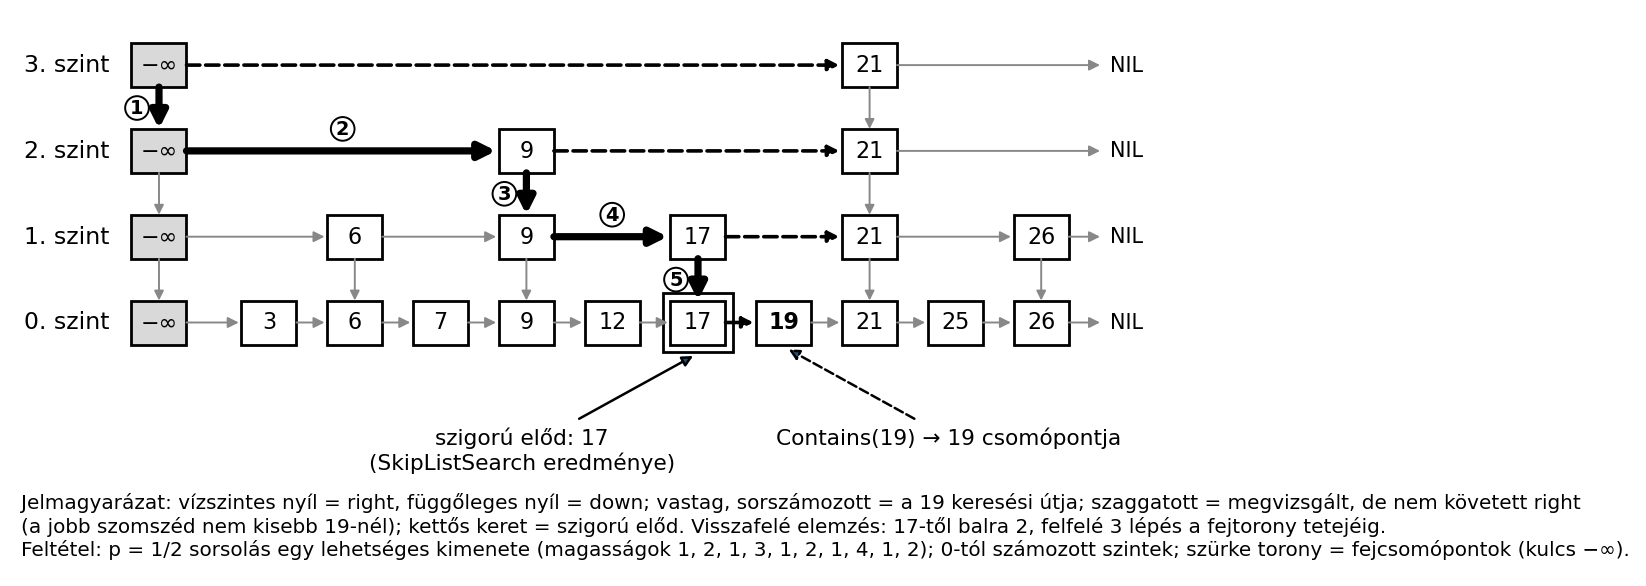 3. szint −∞ 21 NIL
①
②
2. szint −∞ 9 21 NIL
③
④
1. szint −∞ 6 9 17 21 26 NIL
⑤
0. szint −∞ 3 6 7 9 12 17 19 21 25 26 NIL
szigorú előd: 17
(SkipListSearch eredménye)
Contains(19) → 19 csomópontja
Jelmagyarázat: vízszintes nyíl = right, függőleges nyíl = down; vastag, sorszámozott = a 19 keresési útja; szaggatott = megvizsgált, de nem követett right
(a jobb szomszéd nem kisebb 19-nél); kettős keret = szigorú előd. Visszafelé elemzés: 17-től balra 2, felfelé 3 lépés a fejtorony tetejéig.
Feltétel: p = 1/2 sorsolás egy lehetséges kimenete (magasságok 1, 2, 1, 3, 1, 2, 1, 4, 1, 2); 0-tól számozott szintek; szürke torony = fejcsomópontok (kulcs −∞).